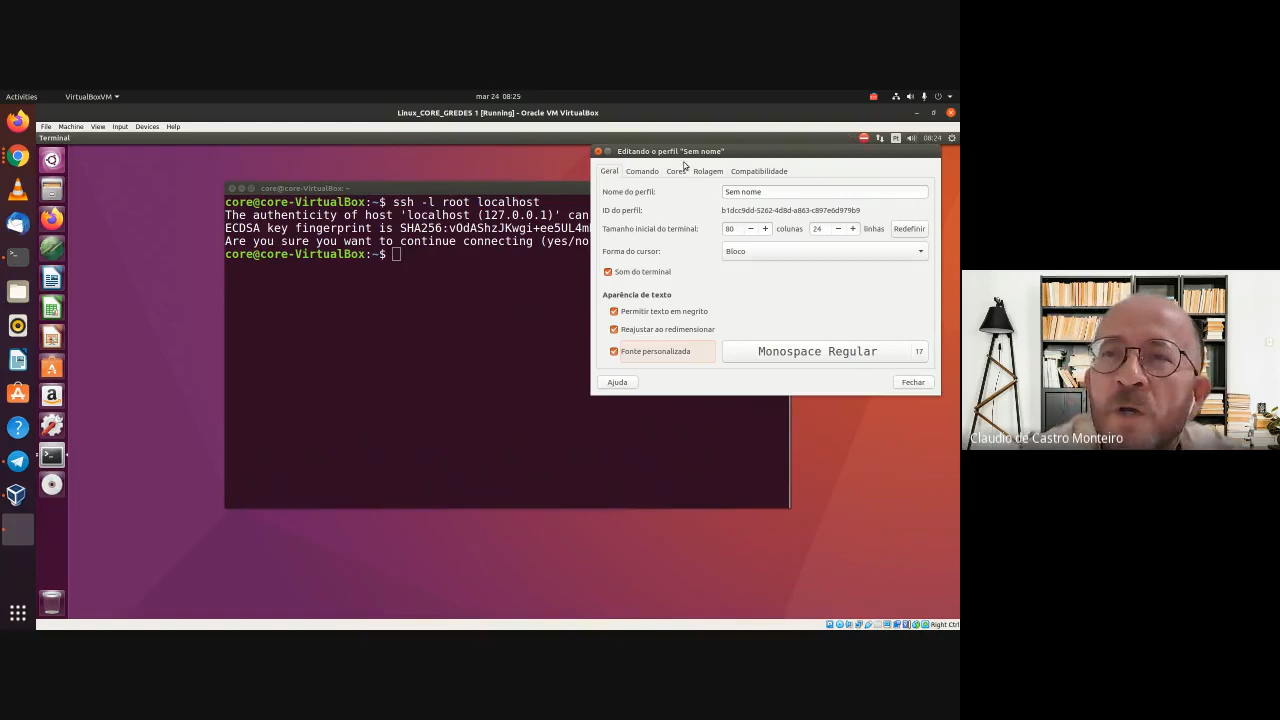 Activities
VirtualBoxVM
mar 24 08:25
Linux_CORE_GREDES 1 [Running] - Oracle VM VirtualBox
File Machine View Input Devices Help
Terminal
Pt
08:24
core@core-VirtualBox: ~
core@core-VirtualBox:~$ ssh -l root localhost
The authenticity of host 'localhost (127.0.0.1)' can
ECDSA key fingerprint is SHA256:vOdAShzJKwgi+ee5UL4m
Are you sure you want to continue connecting (yes/no
core@core-VirtualBox:~$
Editando o perfil "Sem nome"
Geral Comando Cores Rolagem Compatibilidade
Nome do perfil: Sem nome
ID do perfil: b1dcc9dd-5262-4d8d-a863-c897e6d979b9
Tamanho inicial do terminal: 80 − + colunas 24 − + linhas Redefinir
Forma do cursor: Bloco
Som do terminal
Aparência de texto
Permitir texto em negrito
Reajustar ao redimensionar
Fonte personalizada Monospace Regular 17
Ajuda Fechar
Claudio de Castro Monteiro
Right Ctrl